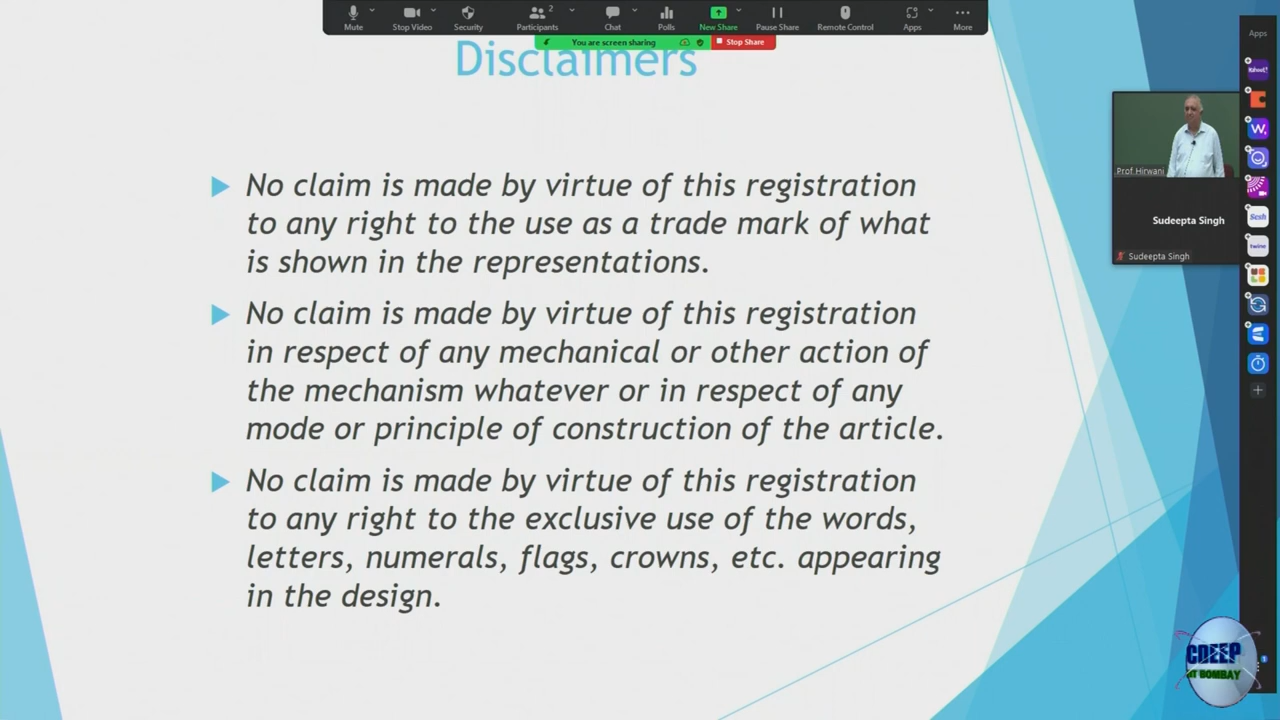 Mute
Stop Video
Security
2
Participants
Chat
Polls
New Share
Pause Share
Remote Control
Apps
More
You are screen sharing
Stop Share
Apps
Disclaimers
No claim is made by virtue of this registration
to any right to the use as a trade mark of what
is shown in the representations.
No claim is made by virtue of this registration
in respect of any mechanical or other action of
the mechanism whatever or in respect of any
mode or principle of construction of the article.
No claim is made by virtue of this registration
to any right to the exclusive use of the words,
letters, numerals, flags, crowns, etc. appearing
in the design.
Prof Hirwani
Sudeepta Singh
Sudeepta Singh
W
Sesh
twine
1
CDEEP
IIT BOMBAY